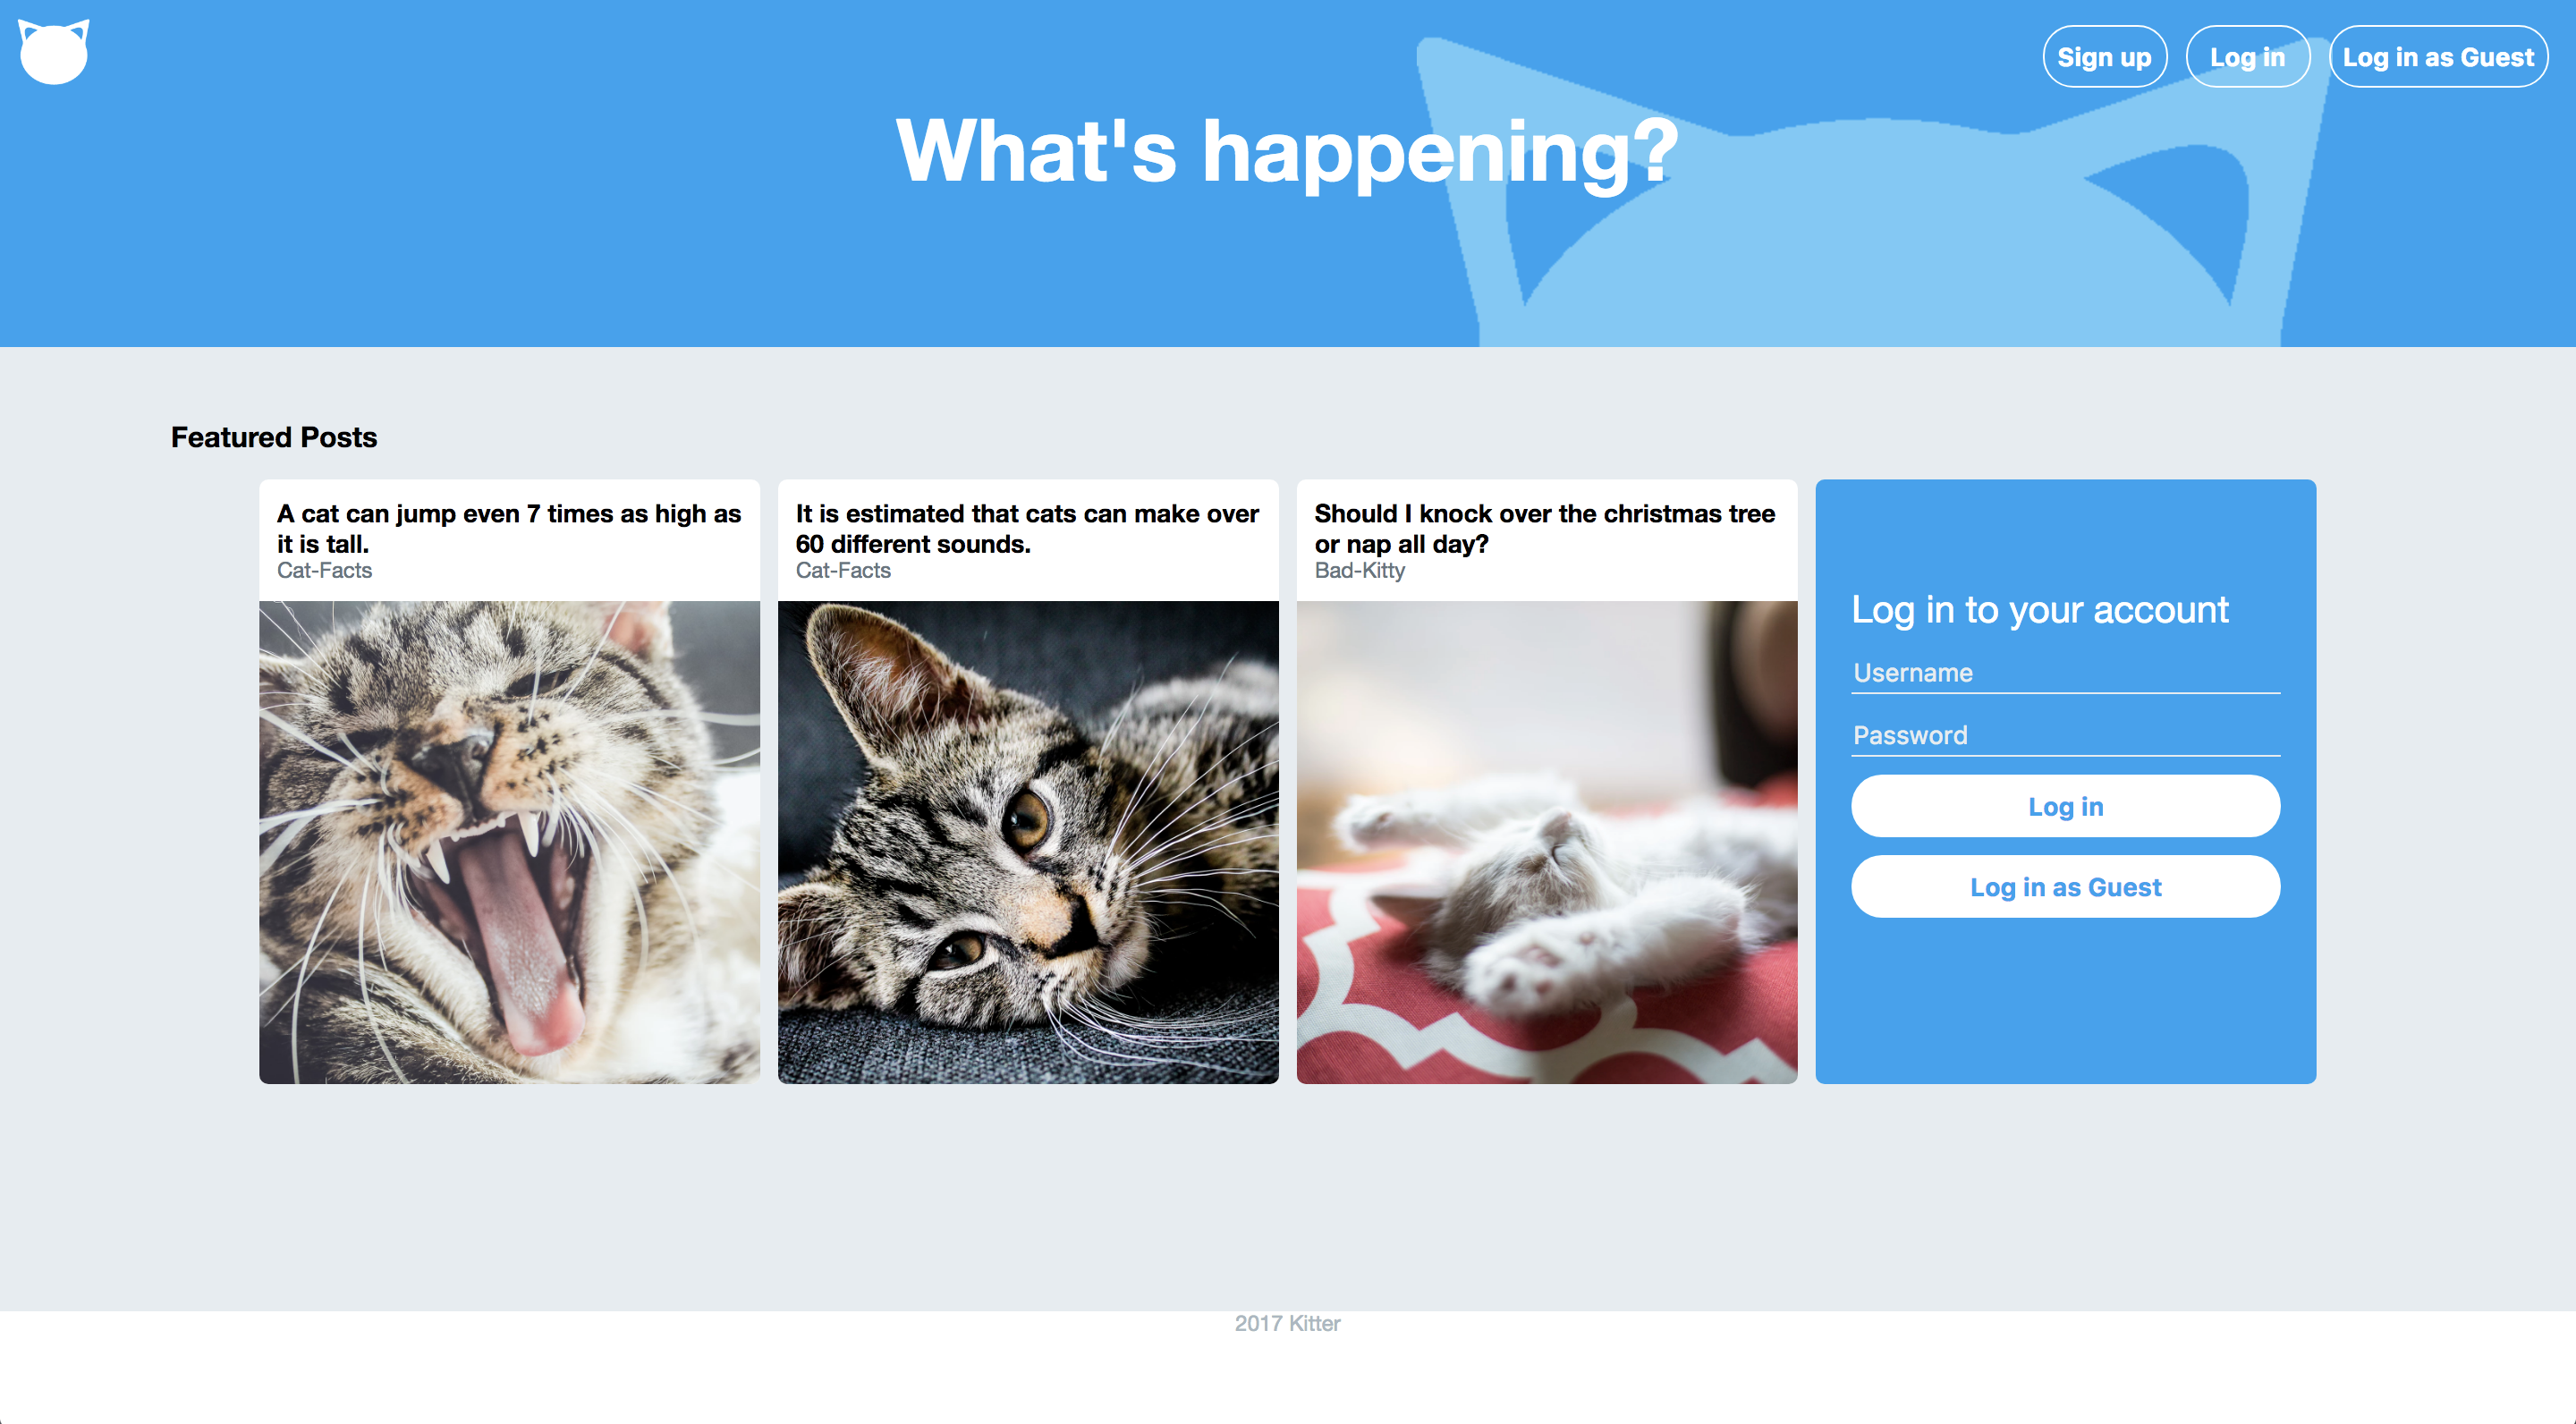 Sign up
Log in
Log in as Guest
What's happening?
Featured Posts
A cat can jump even 7 times as high as
it is tall.
Cat-Facts
It is estimated that cats can make over
60 different sounds.
Cat-Facts
Should I knock over the christmas tree
or nap all day?
Bad-Kitty
Log in to your account
Username
Password
Log in
Log in as Guest
2017 Kitter